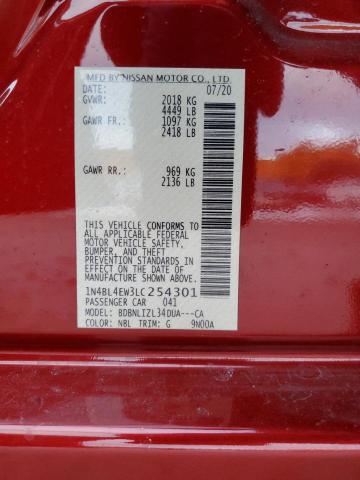 MFD BY NISSAN MOTOR CO., LTD.
DATE: 07/20
GVWR: 2018 KG
4449 LB
GAWR FR: 1097 KG
2418 LB
GAWR RR: 969 KG
2136 LB
THIS VEHICLE CONFORMS TO
ALL APPLICABLE FEDERAL
MOTOR VEHICLE SAFETY,
BUMPER, AND THEFT
PREVENTION STANDARDS
IN EFFECT ON THE DATE OF
MANUFACTURE SHOWN ABOVE.
1N4BL4EW3LC254301
PASSENGER CAR 041
MODEL: BDBNLIZL34DUA---CA
COLOR: NBL TRIM: G 9N00A